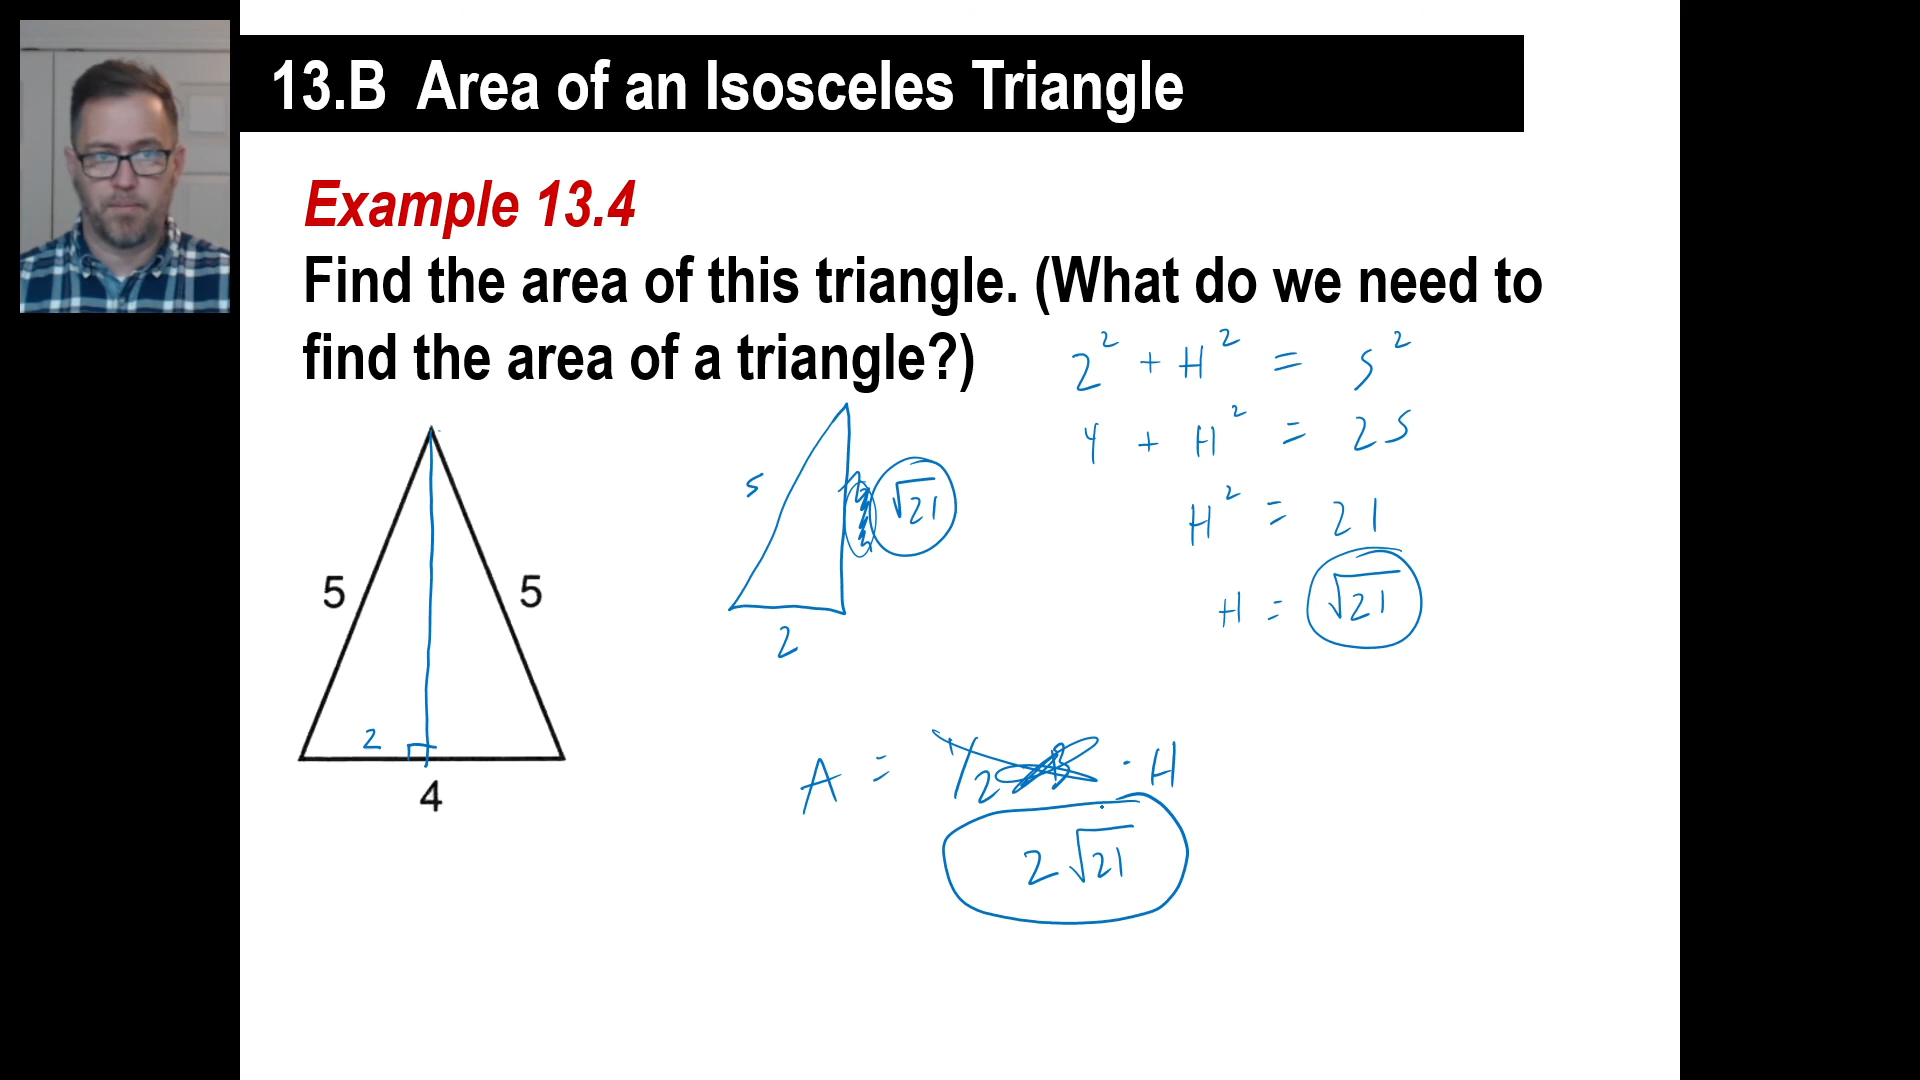 13.B Area of an Isosceles Triangle
Example 13.4
Find the area of this triangle. (What do we need to
find the area of a triangle?)
2² + H² = 5²
4 + H² = 25
H² = 21
H = √21
5
√21
2
5
5
2
4
A = 1/2 · H
2√21